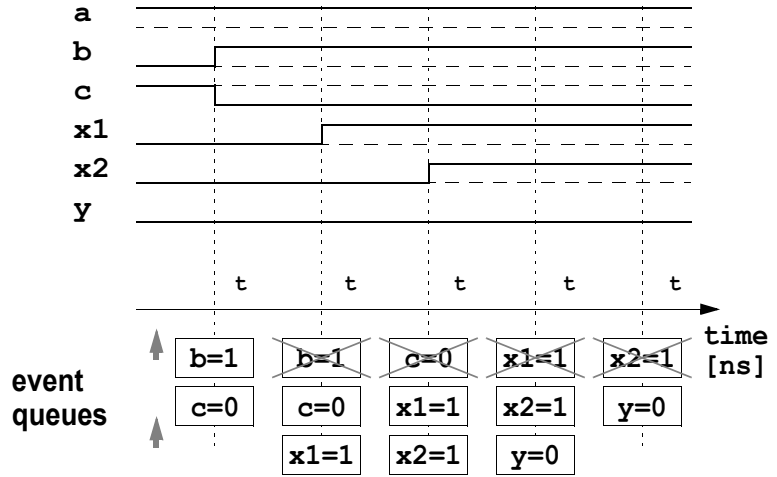 a
b
c
x1
x2
y
t t t t t
time
[ns]
b=1 b=1 c=0 x1=1 x2=1
event
queues
c=0 c=0 x1=1 x2=1 y=0
x1=1 x2=1 y=0